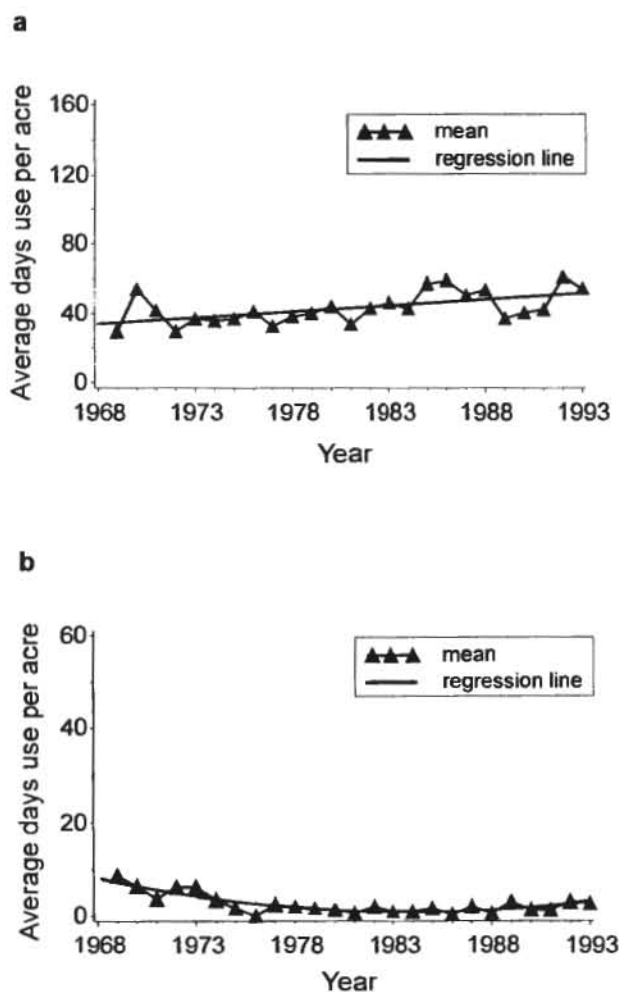 a
Average days use per acre
160
120
80
40
0
mean
regression line
1968 1973 1978 1983 1988 1993
Year
b
Average days use per acre
60
40
20
0
mean
regression line
1968 1973 1978 1983 1988 1993
Year